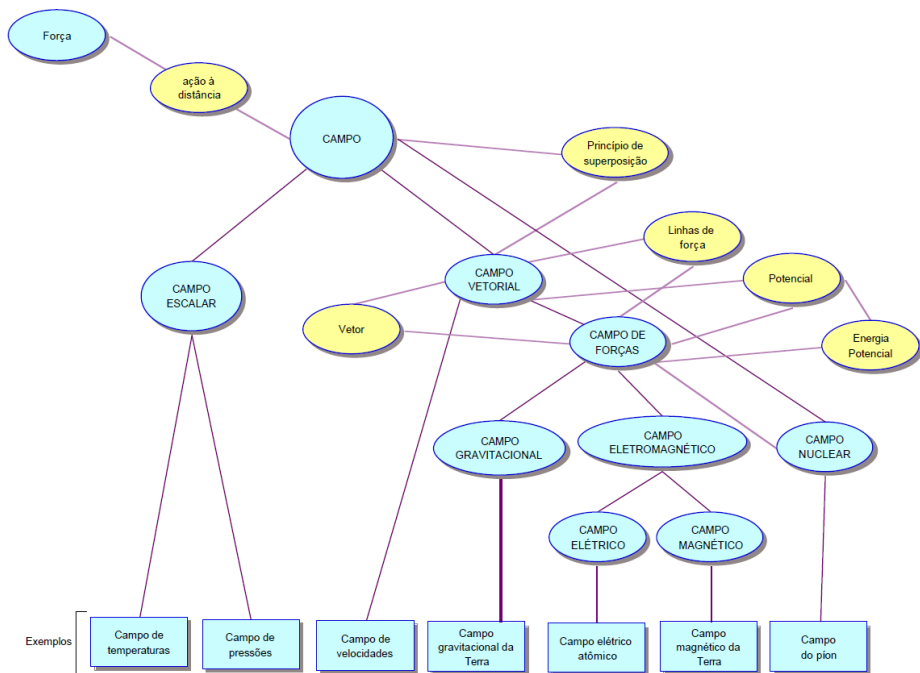 Força
ação à
distância
CAMPO
Princípio de
superposição
Linhas de
força
CAMPO
VETORIAL
Potencial
CAMPO
ESCALAR
Vetor
CAMPO DE
FORÇAS
Energia
Potencial
CAMPO
GRAVITACIONAL
CAMPO
ELETROMAGNÉTICO
CAMPO
NUCLEAR
CAMPO
ELÉTRICO
CAMPO
MAGNÉTICO
Exemplos
Campo de
temperaturas
Campo de
pressões
Campo de
velocidades
Campo
gravitacional da
Terra
Campo elétrico
atômico
Campo
magnético da
Terra
Campo
do píon